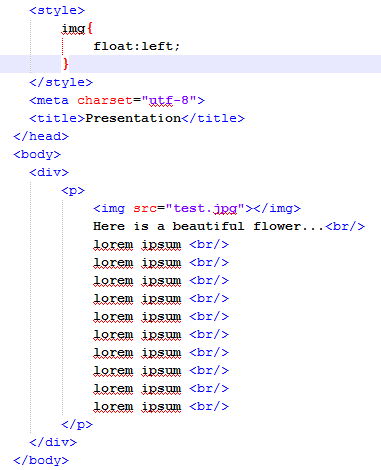 <style>
img{
float:left;
}
</style>
<meta charset="utf-8">
<title>Presentation</title>
</head>
<body>
<div>
<p>
<img src="test.jpg"></img>
Here is a beautiful flower...<br/>
lorem ipsum <br/>
lorem ipsum <br/>
lorem ipsum <br/>
lorem ipsum <br/>
lorem ipsum <br/>
lorem ipsum <br/>
lorem ipsum <br/>
lorem ipsum <br/>
lorem ipsum <br/>
lorem ipsum <br/>
</p>
</div>
</body>